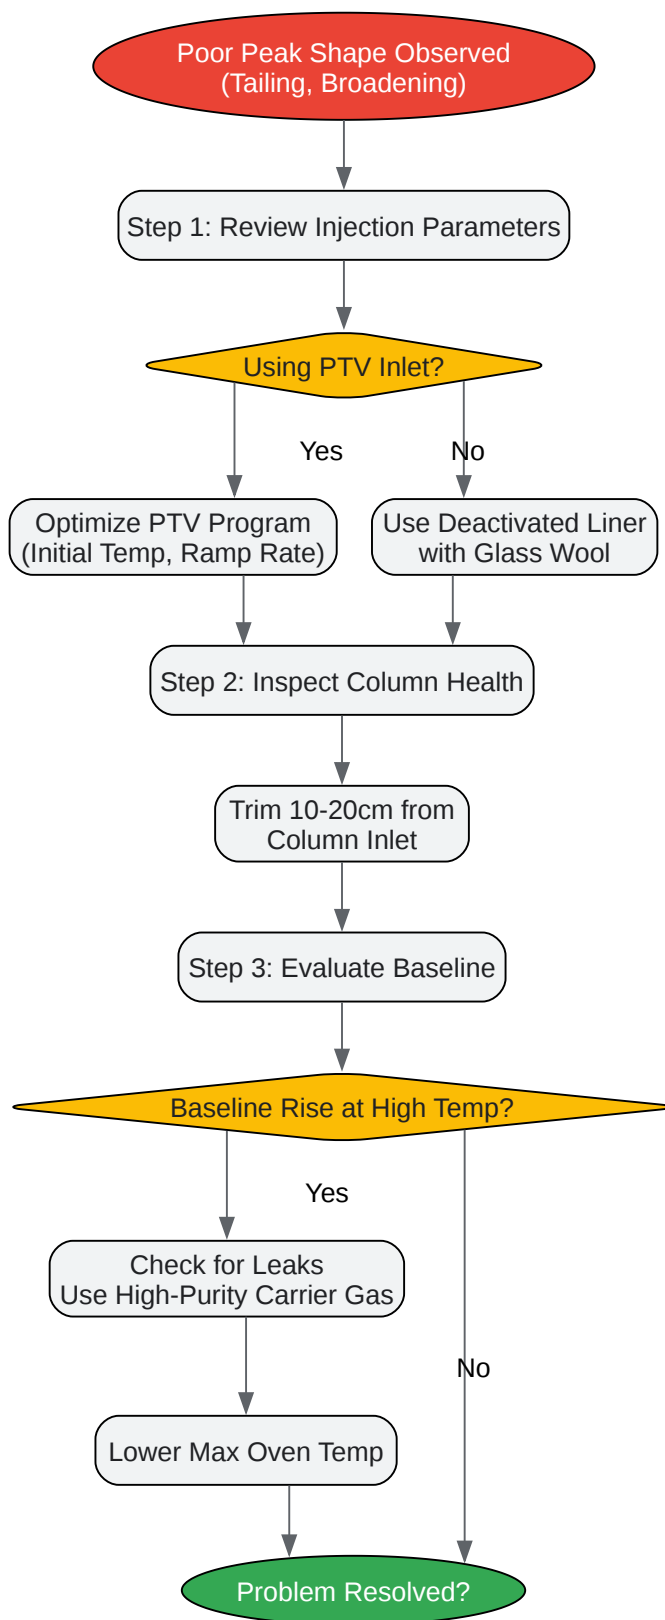 Poor Peak Shape Observed
(Tailing, Broadening)
Step 1: Review Injection Parameters
Using PTV Inlet?
Yes
No
Optimize PTV Program
(Initial Temp, Ramp Rate)
Use Deactivated Liner
with Glass Wool
Step 2: Inspect Column Health
Trim 10-20cm from
Column Inlet
Step 3: Evaluate Baseline
Baseline Rise at High Temp?
Yes
Check for Leaks
Use High-Purity Carrier Gas
No
Lower Max Oven Temp
Problem Resolved?